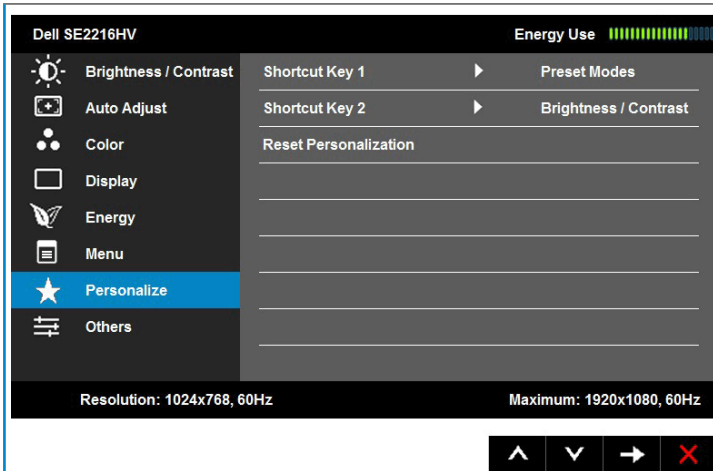 Dell SE2216HV Energy Use
Brightness / Contrast Shortcut Key 1 Preset Modes
Auto Adjust Shortcut Key 2 Brightness / Contrast
Color Reset Personalization
Display
Energy
Menu
Personalize
Others
Resolution: 1024x768, 60Hz Maximum: 1920x1080, 60Hz